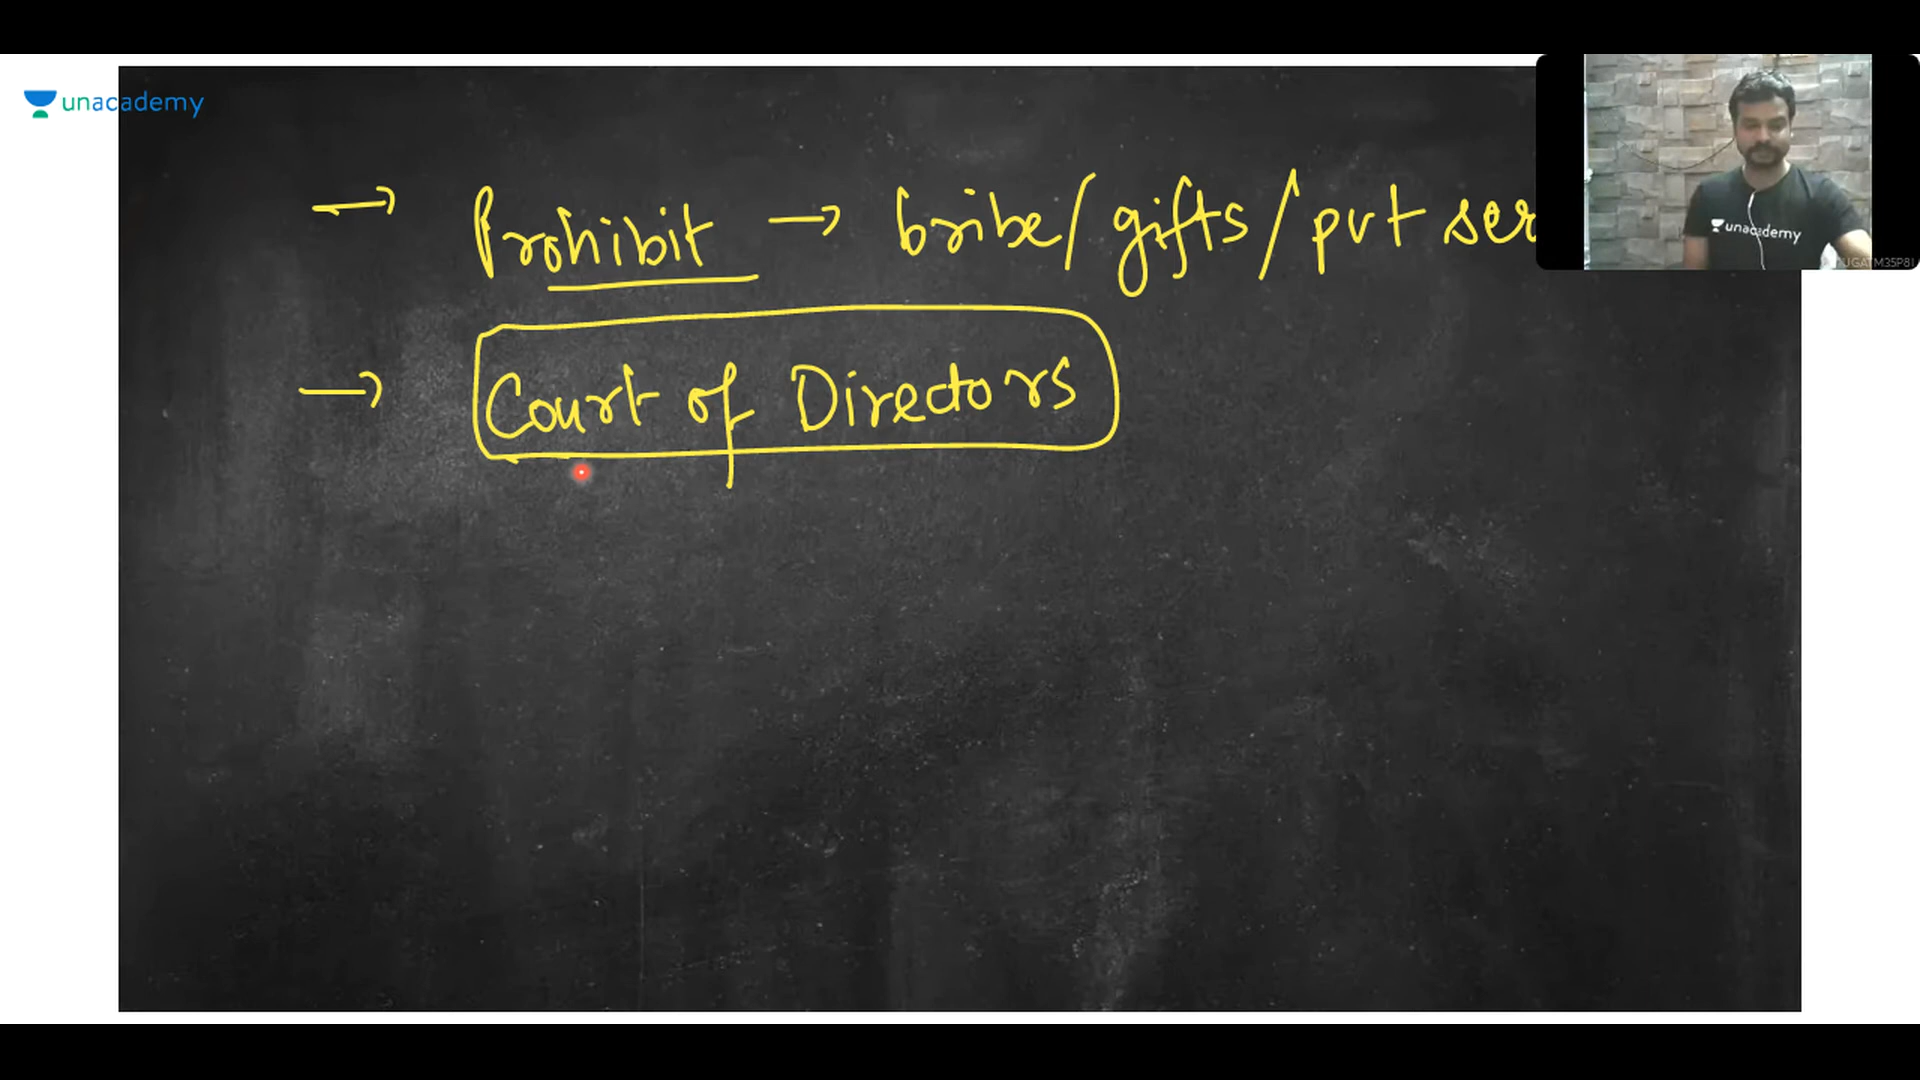 unacademy
→ Prohibit → bribe/gifts/pvt ser
unacademy
→ Court of Directors